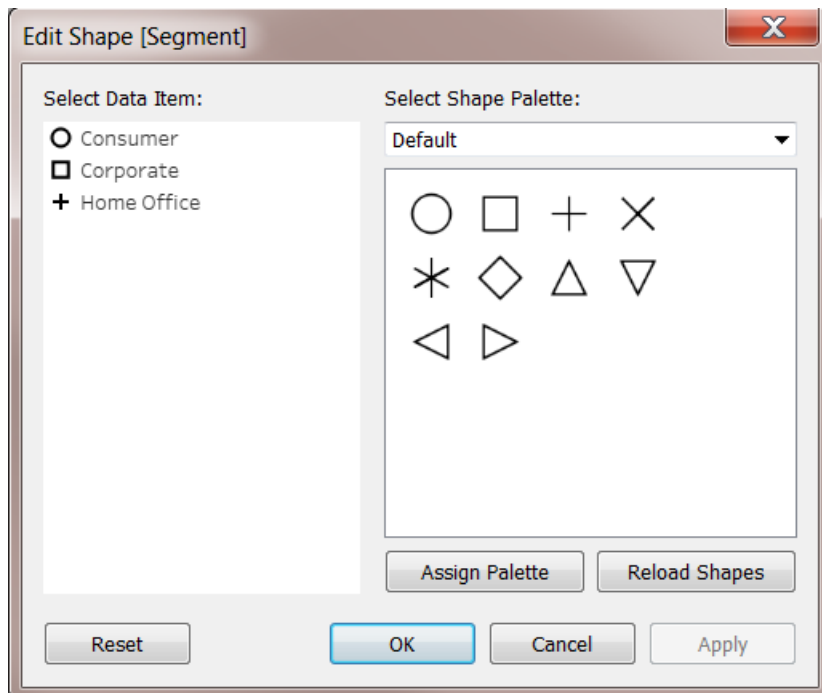 Edit Shape [Segment]
Select Data Item:
Consumer
Corporate
Home Office
Select Shape Palette:
Default
Assign Palette
Reload Shapes
Reset
OK
Cancel
Apply